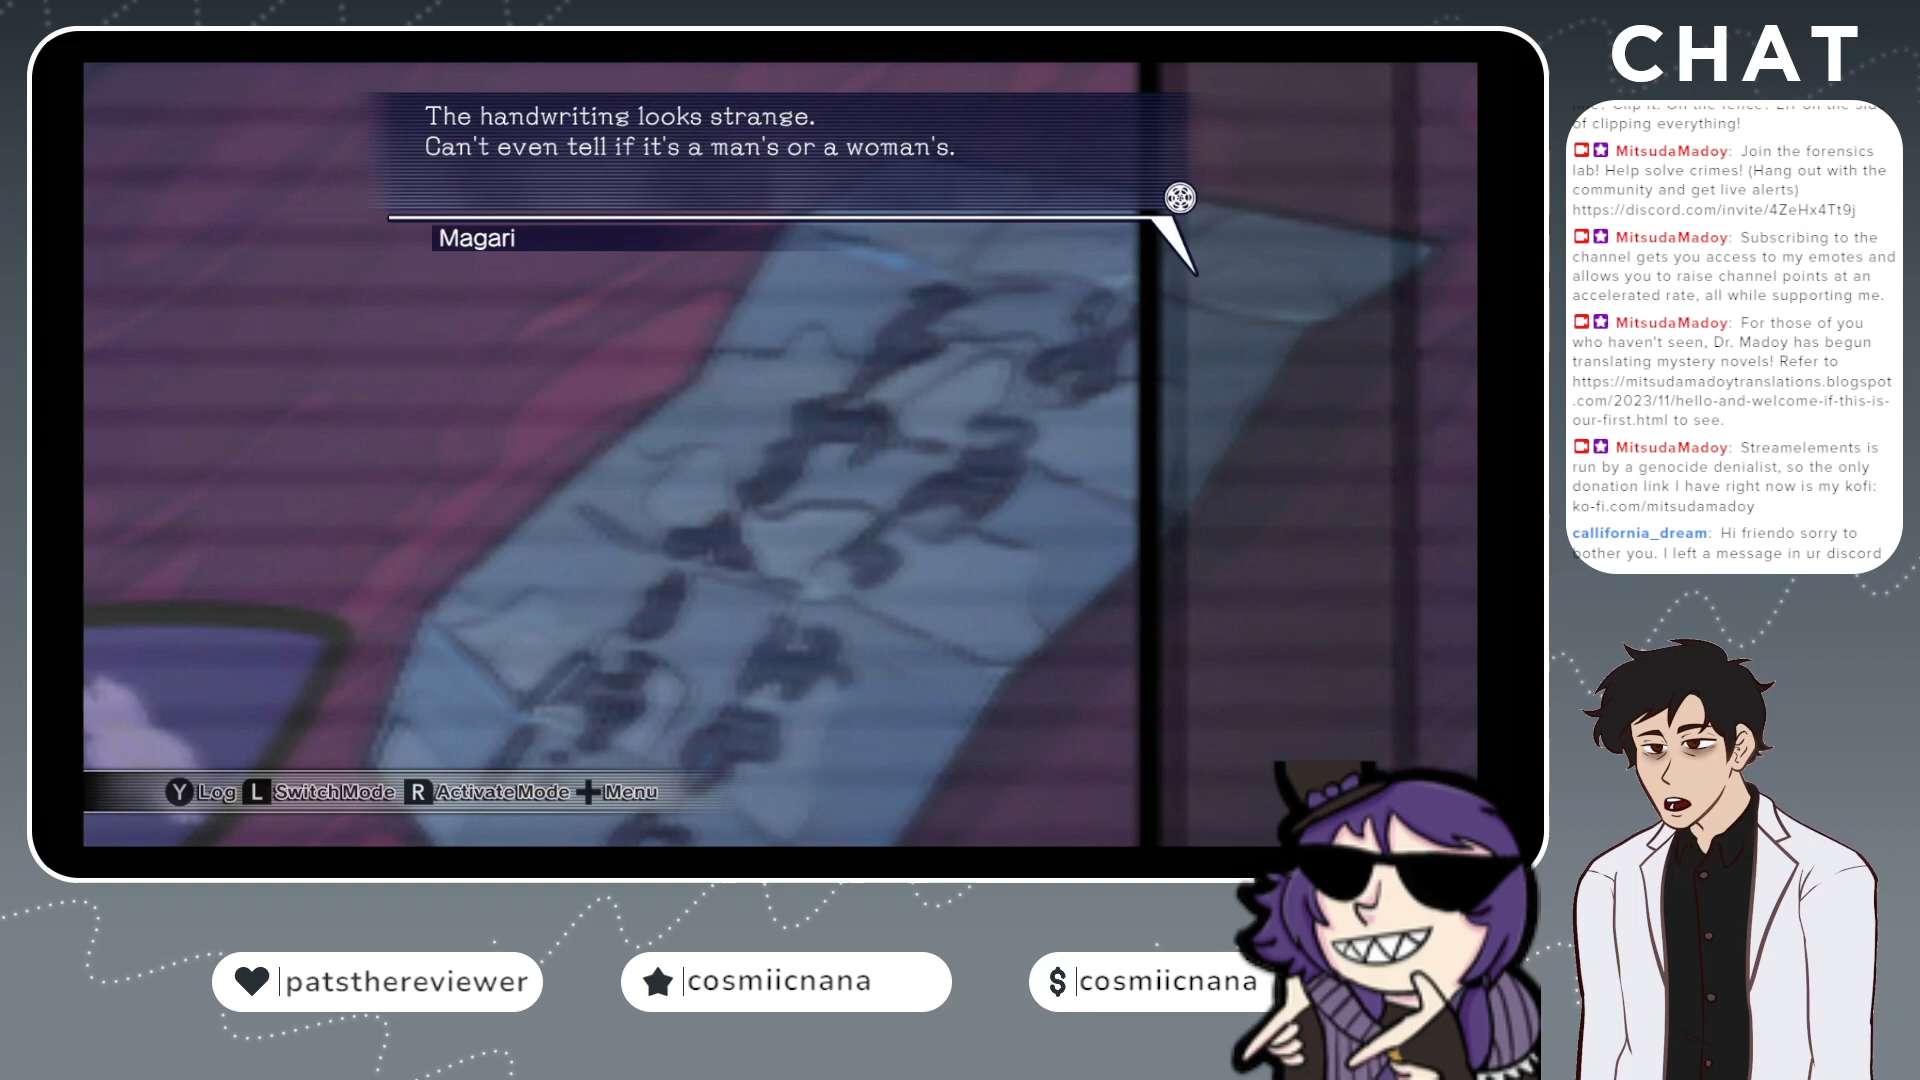 CHAT
The handwriting looks strange.
Can't even tell if it's a man's or a woman's.
Magari
Y Log L SwitchMode R ActivateMode Menu
of clipping everything!
MitsudaMadoy: Join the forensics
lab! Help solve crimes! (Hang out with the
community and get live alerts)
https://discord.com/invite/4ZeHx4Tt9j
MitsudaMadoy: Subscribing to the
channel gets you access to my emotes and
allows you to raise channel points at an
accelerated rate, all while supporting me.
MitsudaMadoy: For those of you
who haven't seen, Dr. Madoy has begun
translating mystery novels! Refer to
https://mitsudamadoytranslations.blogspot
.com/2023/11/hello-and-welcome-if-this-is-
our-first.html to see.
MitsudaMadoy: Streamelements is
run by a genocide denialist, so the only
donation link I have right now is my kofi:
ko-fi.com/mitsudamadoy
callifornia_dream: Hi friendo sorry to
bother you. I left a message in ur discord
patsthereviewer
cosmiicnana
$ cosmiicnana